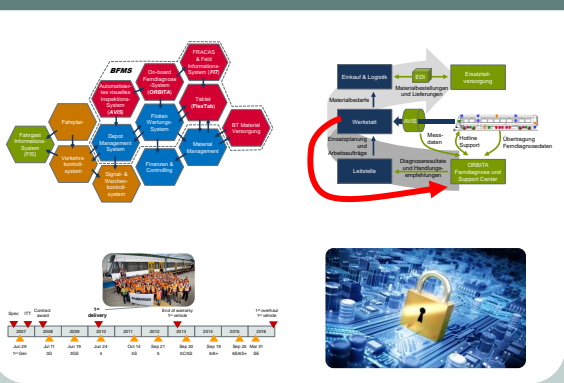 BFMS
FRACAS
& Feld
Informations-
System (FIT)
On-board
Ferndiagnose
-System
(ORBITA)
Automatisier-
tes visuelles
Inspektions-
System
(AVIS)
Tablet
(FlexTab)
Flotten
Wartungs-
System
BT Material
Versorgung
Fahrplan
Depot
Management
System
Material
Management
Fahrgast
Informations-
System
(FIS)
Verkehrs-
kontroll-
system
Finanzen &
Controlling
Signal- &
Weichen-
kontroll-
system
Einkauf & Logistik
EDI
Ersatzteil-
versorgung
Materialbestellungen
und Lieferungen
Materialbedarfe
Werkstatt
AVIS
Mess-
daten
Hotline
Support
Übertragung
Ferndiagnosedaten
Einsatzplanung
und
Arbeitsaufträge
Leitstelle
Diagnoseresultate
und Handlungs-
empfehlungen
ORBITA
Ferndiagnose und
Support Center
Spec
ITT
Contract
award
1st
delivery
End of warranty
1st vehicle
1st overhaul
1st vehicle
2007
2008
2010
2011
2012
2013
2014
2015
2016
Jun 29
Jul 11
Jun 19
Jun 24
Oct 14
Sep 21
Sep 20
Sep 19
Sep 25
Mar 31
1st Gen
3G
3GS
4
4S
5
5C/5S
6/6+
6S/6S+
SE